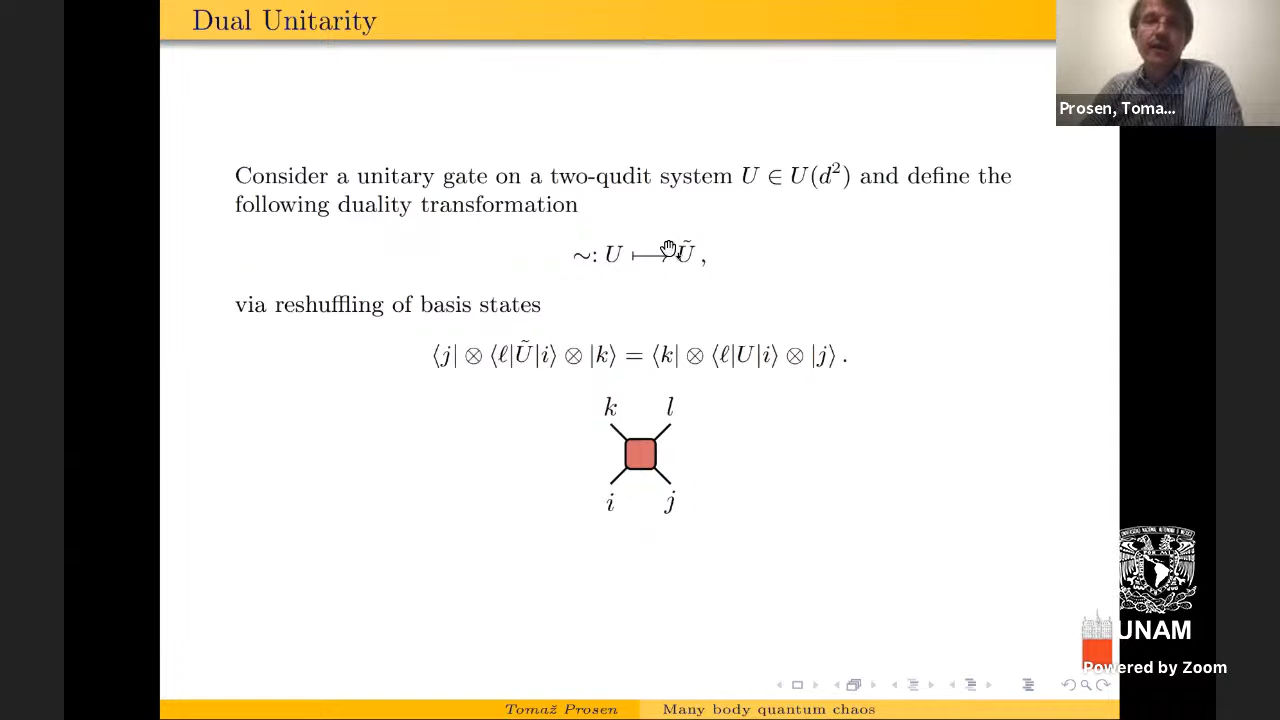 Dual Unitarity
Prosen, Toma...
Consider a unitary gate on a two-qudit system U ∈ U(d²) and define the
following duality transformation
∼: U ⟼ Ũ ,
via reshuffling of basis states
⟨j| ⊗ ⟨ℓ|Ũ|i⟩ ⊗ |k⟩ = ⟨k| ⊗ ⟨ℓ|U|i⟩ ⊗ |j⟩ .
k l
i j
UNAM
Powered by Zoom
Tomaž Prosen Many body quantum chaos